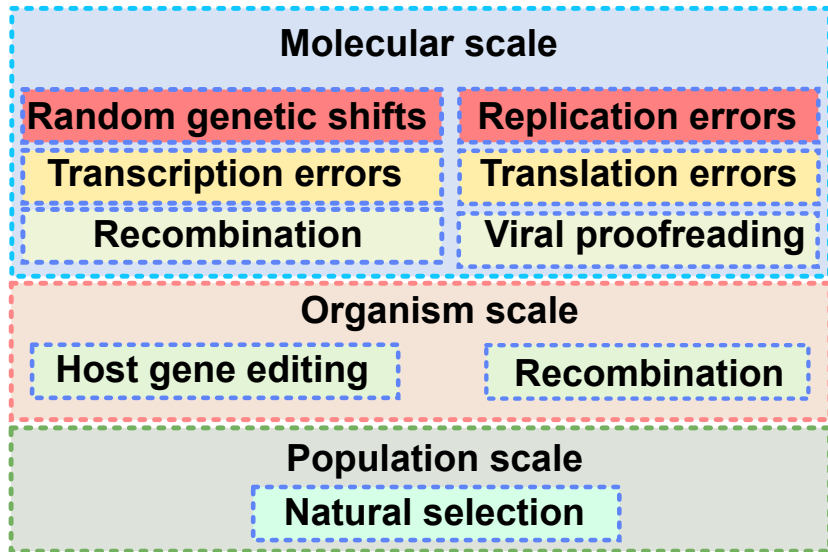 Molecular scale
Random genetic shifts
Replication errors
Transcription errors
Translation errors
Recombination
Viral proofreading
Organism scale
Host gene editing
Recombination
Population scale
Natural selection